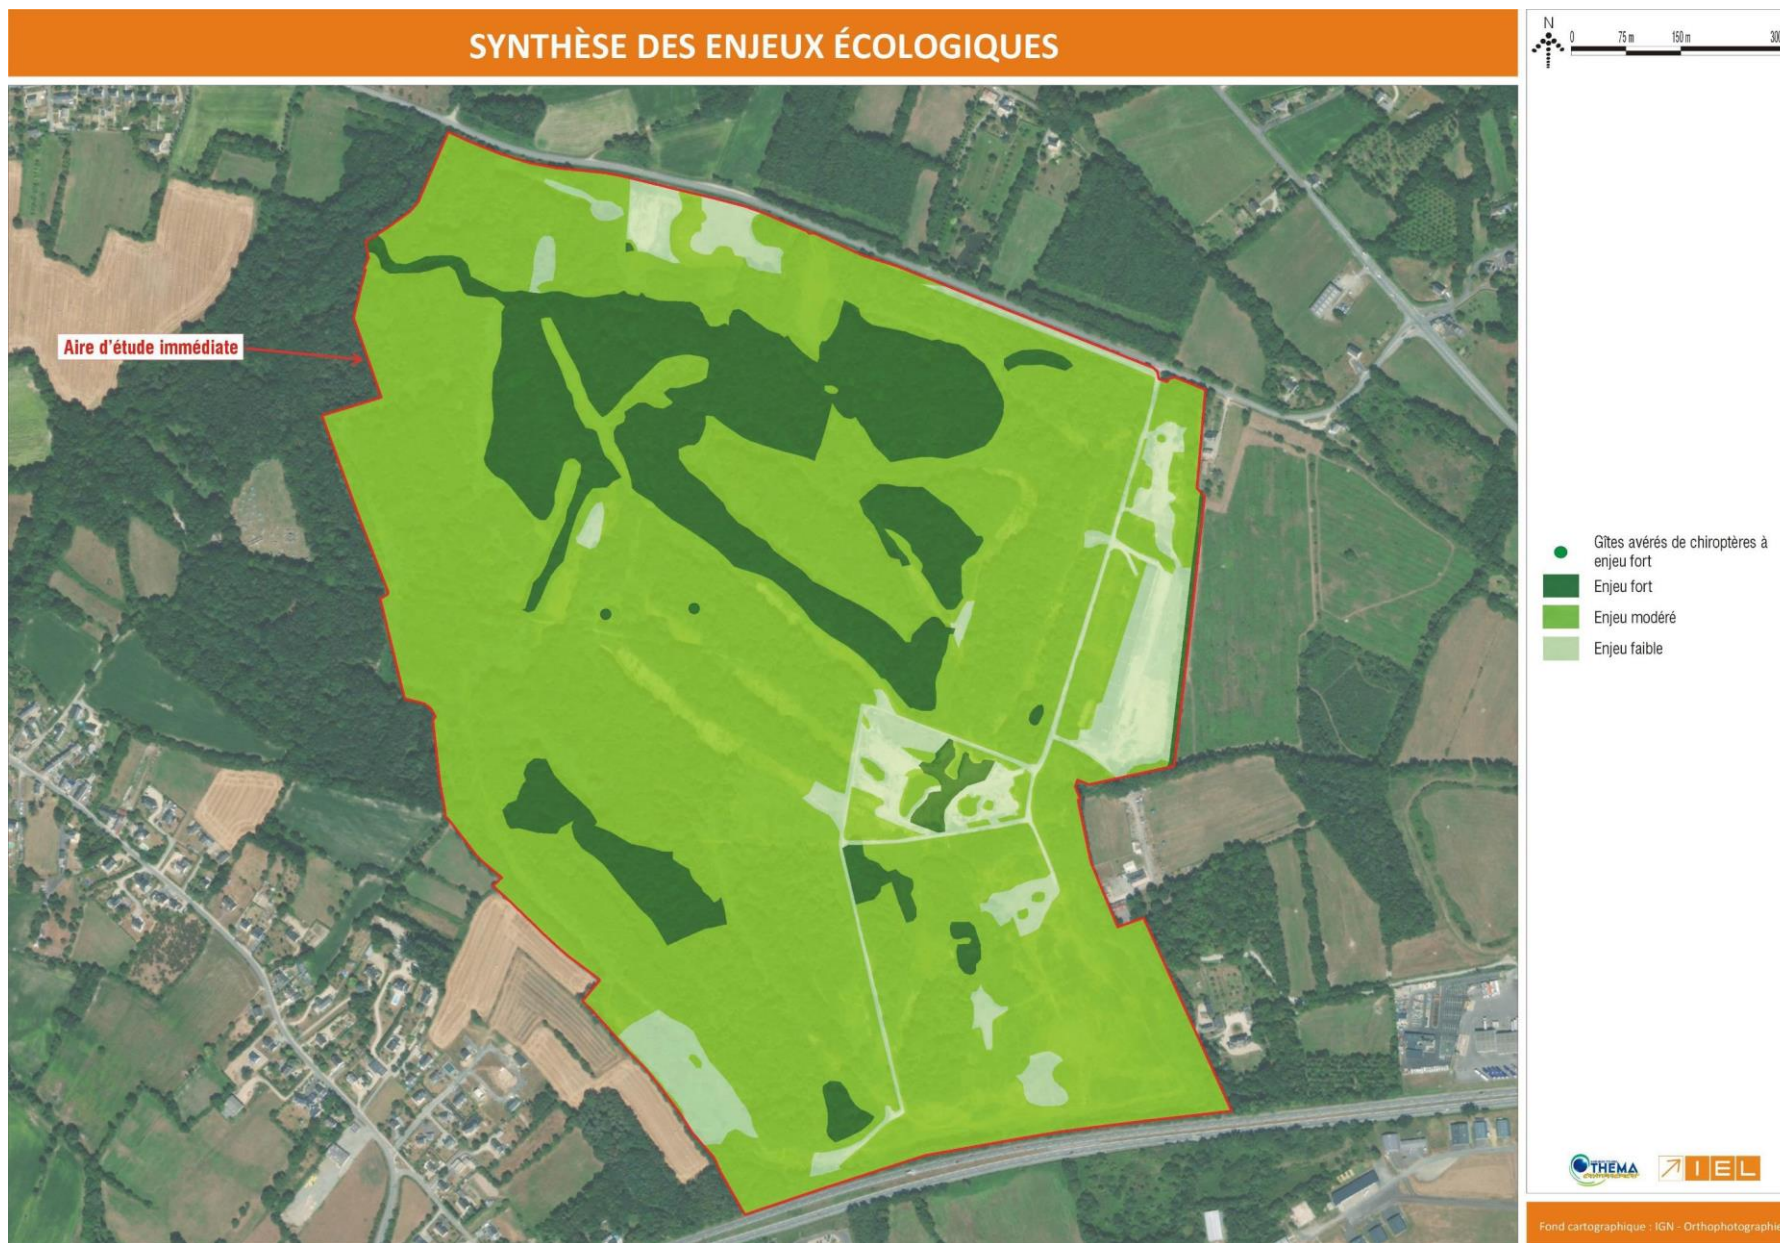 SYNTHÈSE DES ENJEUX ÉCOLOGIQUES
N
0 75 m 150 m 300
Aire d'étude immédiate
Gîtes avérés de chiroptères à
enjeu fort
Enjeu fort
Enjeu modéré
Enjeu faible
THEMA
IEL
Fond cartographique : IGN - Orthophotographie